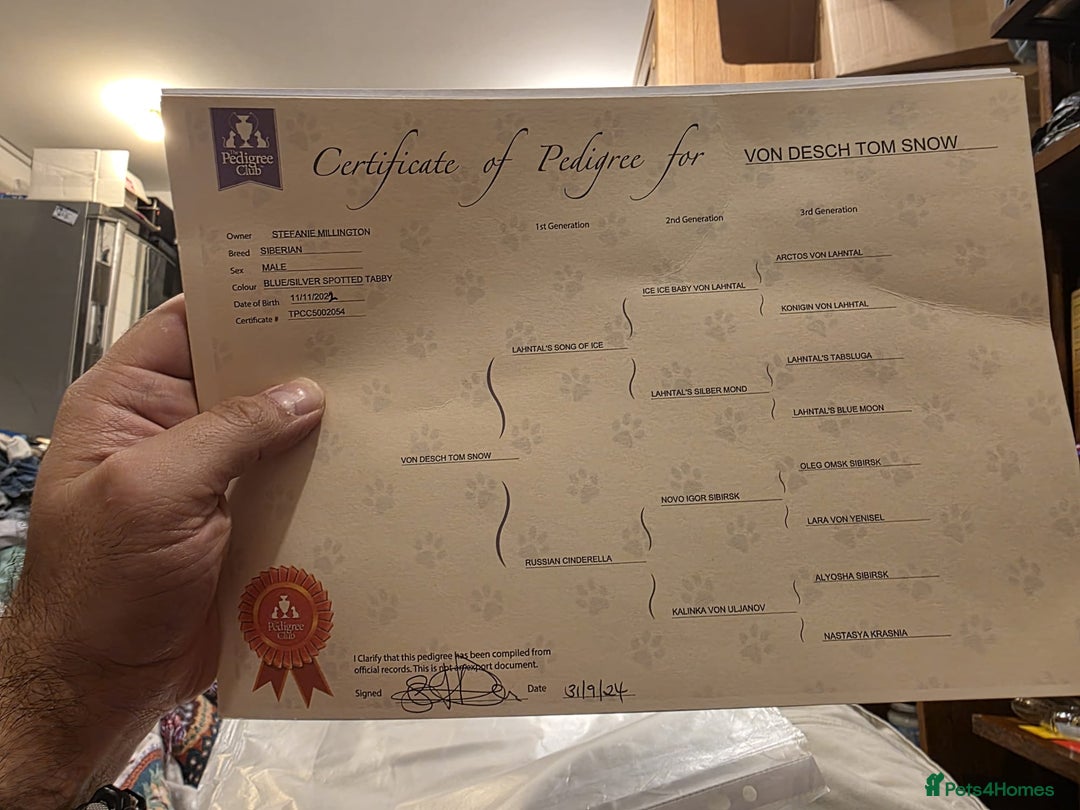 The
Pedigree
Club
Certificate of Pedigree for VON DESCH TOM SNOW
Owner STEFANIE MILLINGTON
Breed SIBERIAN
Sex MALE
Colour BLUE/SILVER SPOTTED TABBY
Date of Birth 11/11/2022
Certificate # TPCC5002054
1st Generation 2nd Generation 3rd Generation
ARCTOS VON LAHNTAL
ICE ICE BABY VON LAHNTAL
KONIGIN VON LAHHTAL
LAHNTAL'S SONG OF ICE
LAHNTAL'S TABSLUGA
LAHNTAL'S SILBER MOND
LAHNTAL'S BLUE MOON
VON DESCH TOM SNOW
OLEG OMSK SIBIRSK
NOVO IGOR SIBIRSK
LARA VON YENISEL
RUSSIAN CINDERELLA
ALYOSHA SIBIRSK
KALINKA VON ULJANOV
NASTASYA KRASNIA
The
Pedigree
Club
I Clarify that this pedigree has been compiled from
official records. This is not an export document.
Signed Date 31/9/24
Pets4Homes